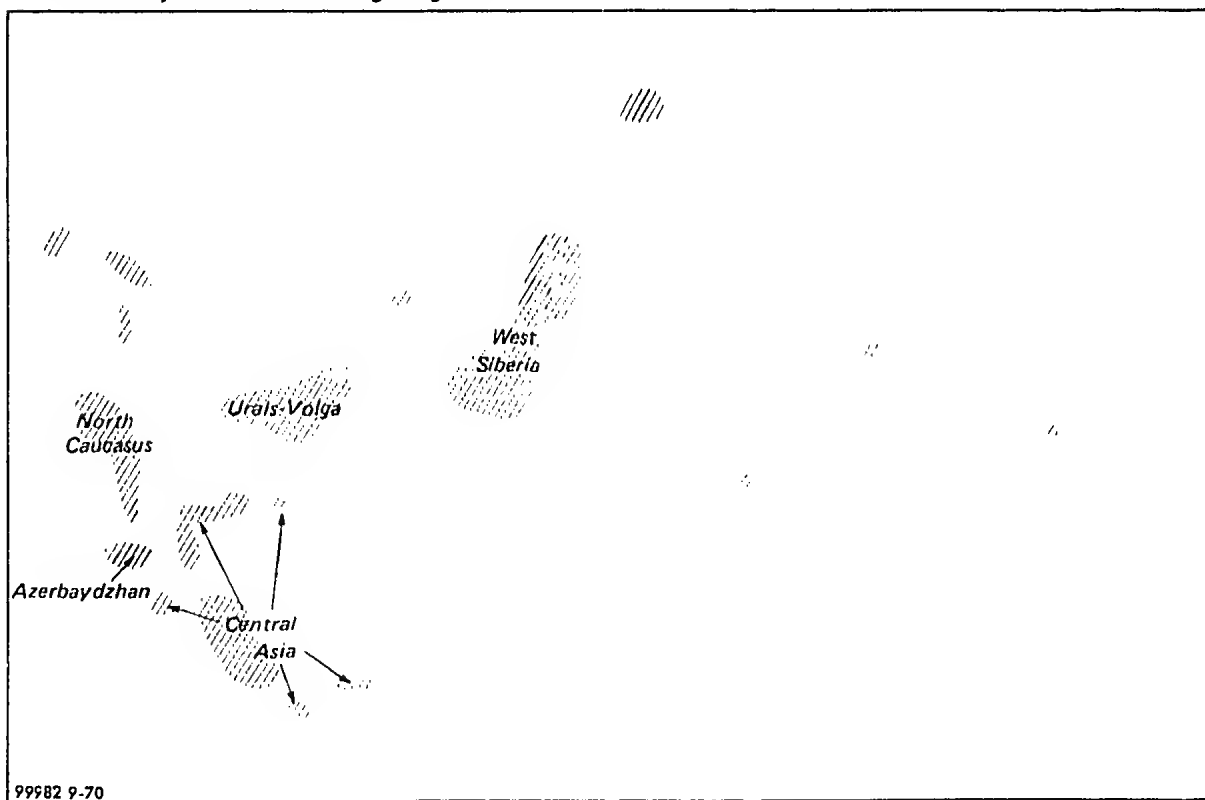 West
Siberia
Urals-Volga
North
Caucasus
Azerbaydzhan
Central
Asia
99982 9-70